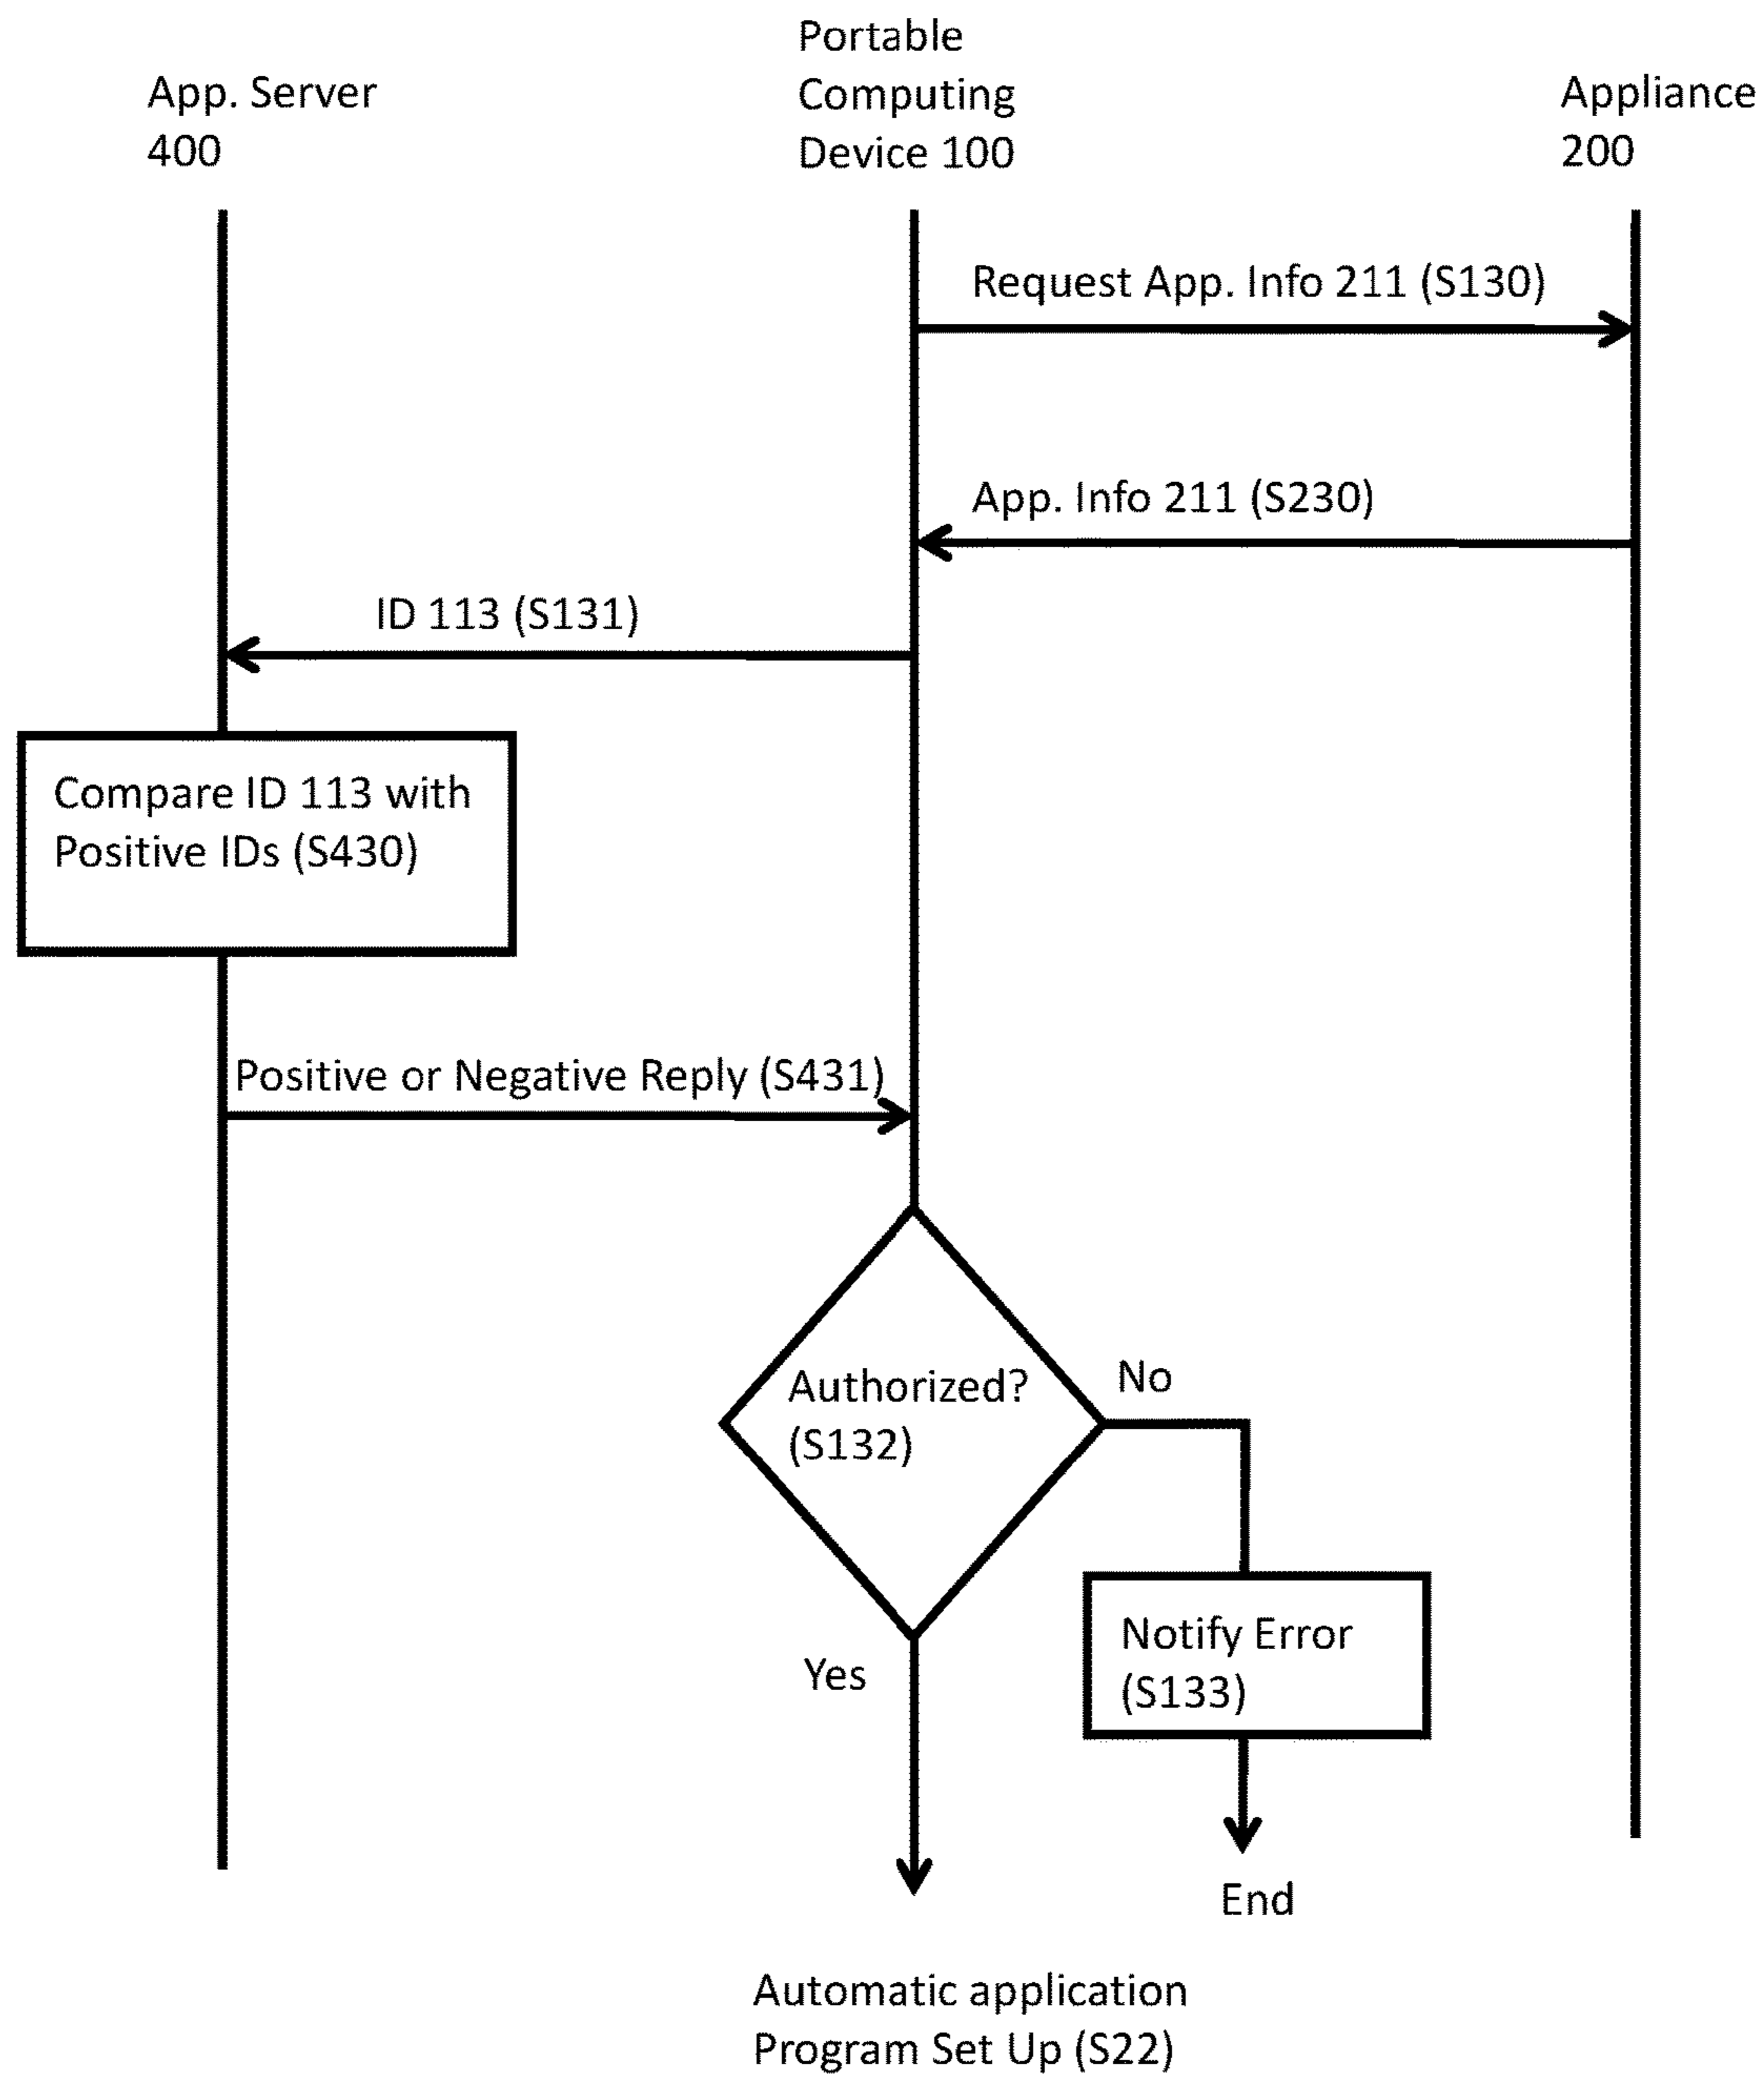 App. Server
400
Portable
Computing
Device 100
Appliance
200
Request App. Info 211 (S130)
App. Info 211 (S230)
ID 113 (S131)
Compare ID 113 with
Positive IDs (S430)
Positive or Negative Reply (S431)
Authorized?
(S132)
No
Yes
Notify Error
(S133)
End
Automatic application
Program Set Up (S22)